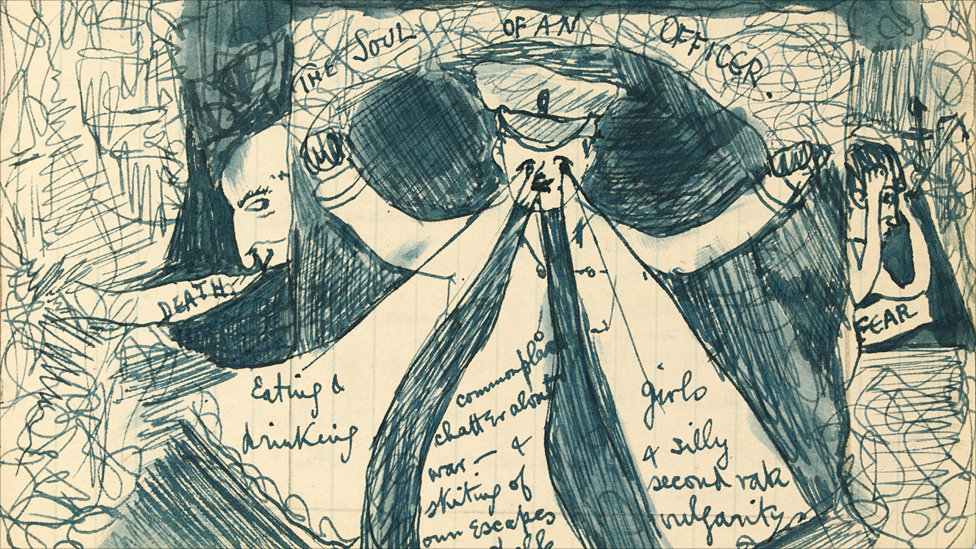 THE SOUL OF AN OFFICER.
DEATH
FEAR
Eating &
drinking
commonplace
chatter about
war – &
skiting of
own escapes
girls
& silly
second rate
vulgarity